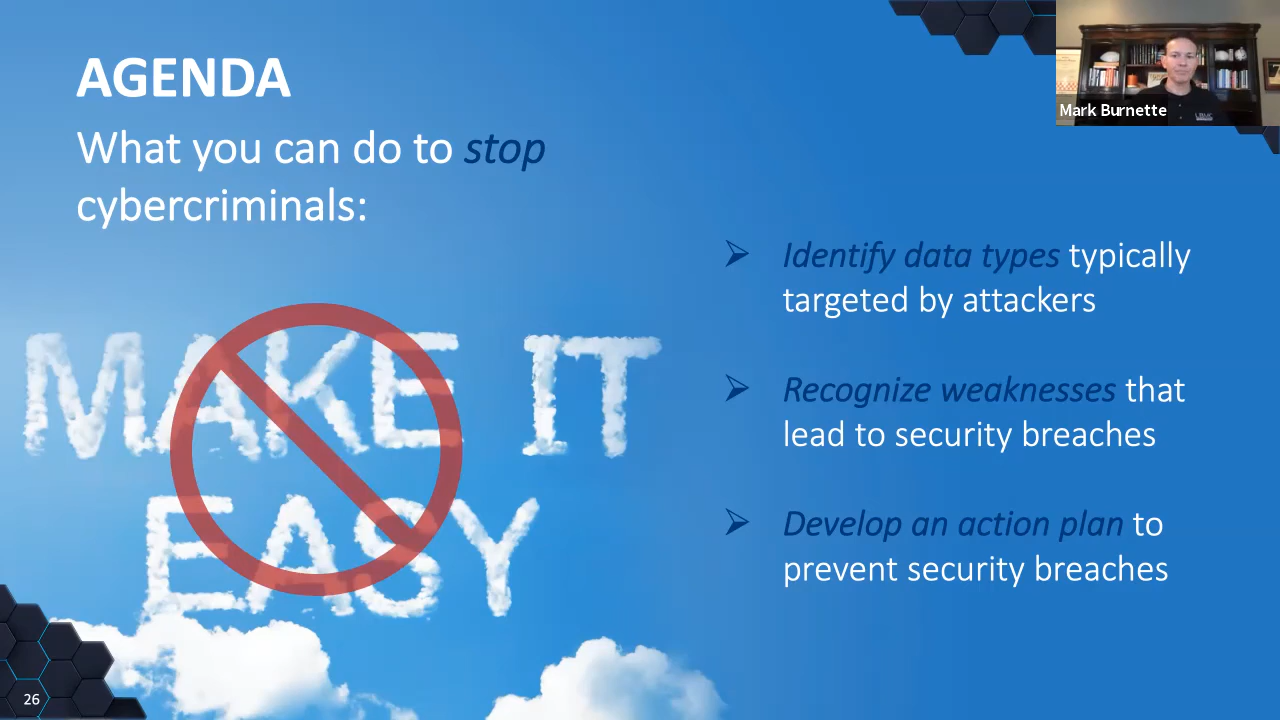 AGENDA
What you can do to stop
cybercriminals:
MAKE IT
EASY
➢ Identify data types typically
targeted by attackers
➢ Recognize weaknesses that
lead to security breaches
➢ Develop an action plan to
prevent security breaches
Mark Burnette
26